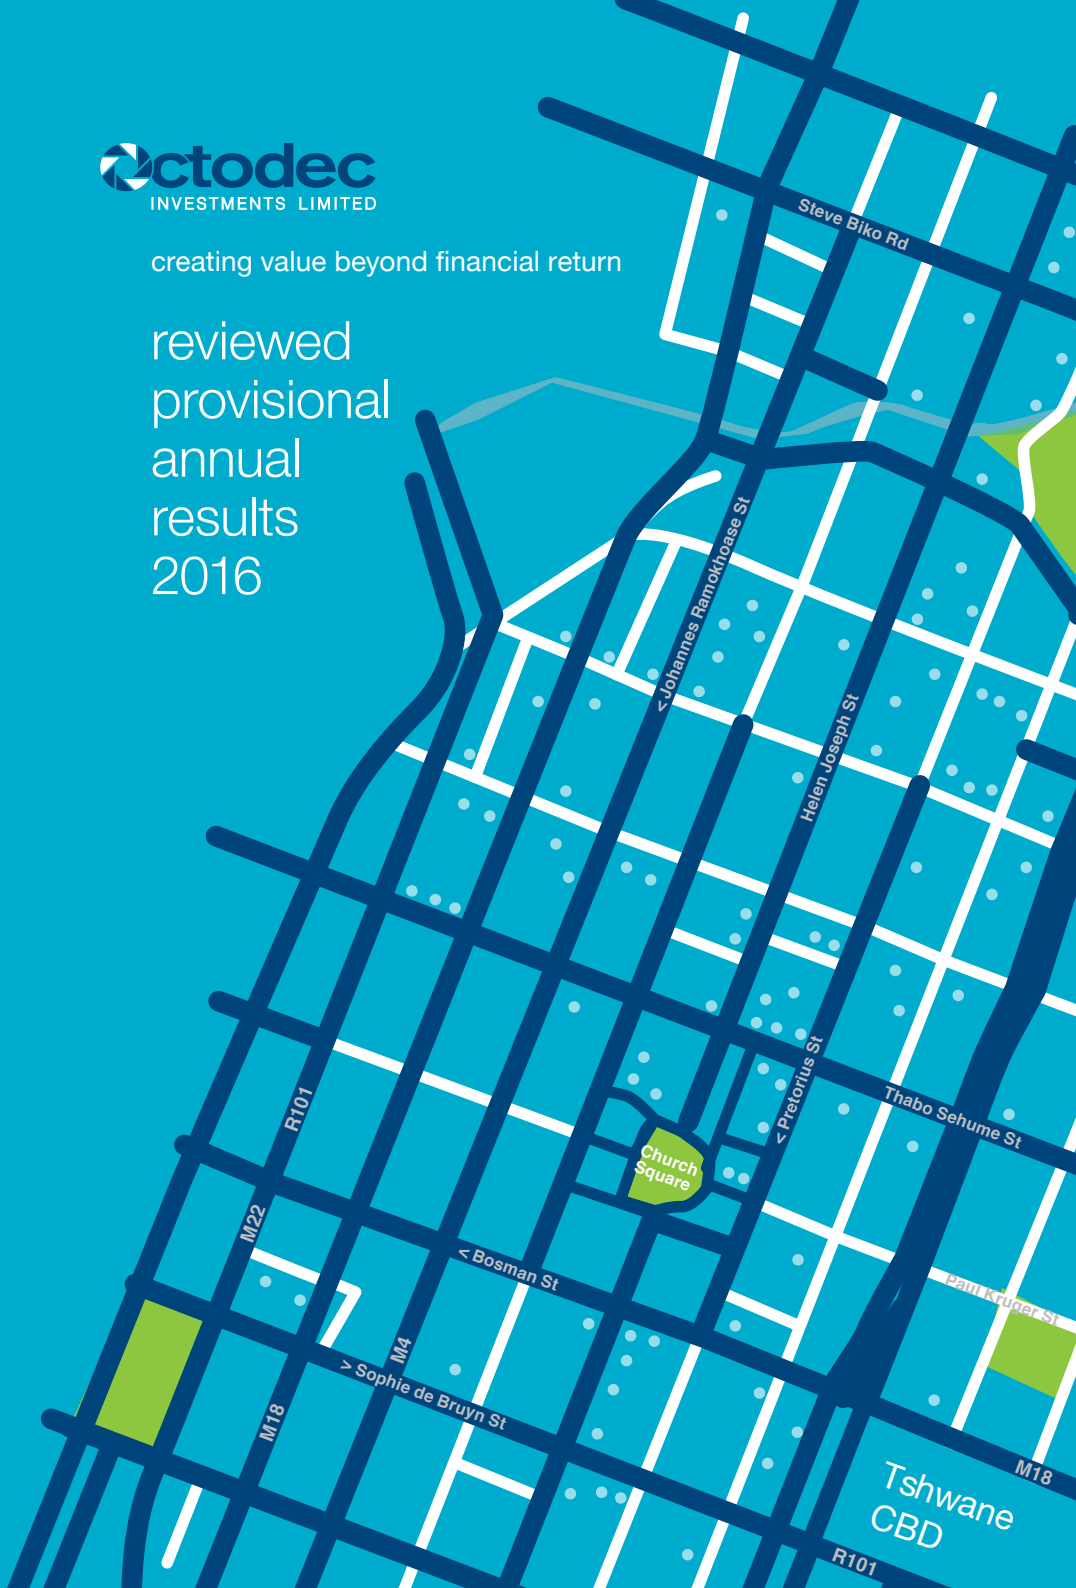 Octodec
INVESTMENTS LIMITED
creating value beyond financial return
reviewed
provisional
annual
results
2016
Steve Biko Rd
< Johannes Ramokhoase St
Helen Joseph St
< Pretorius St
Thabo Sehume St
R101
Church
Square
M22
< Bosman St
Paul Kruger St
M4
> Sophie de Bruyn St
M18
M18
Tshwane
CBD
R101